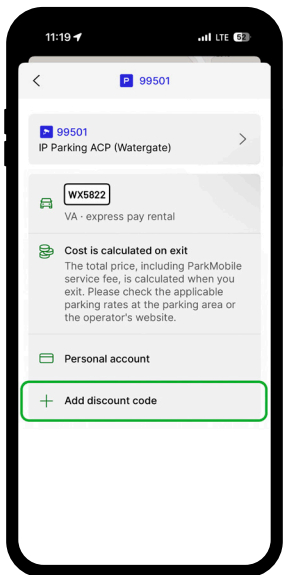 11:19 LTE 52
P 99501
99501
IP Parking ACP (Watergate)
WX5822
VA · express pay rental
Cost is calculated on exit
The total price, including ParkMobile
service fee, is calculated when you
exit. Please check the applicable
parking rates at the parking area or
the operator's website.
Personal account
Add discount code